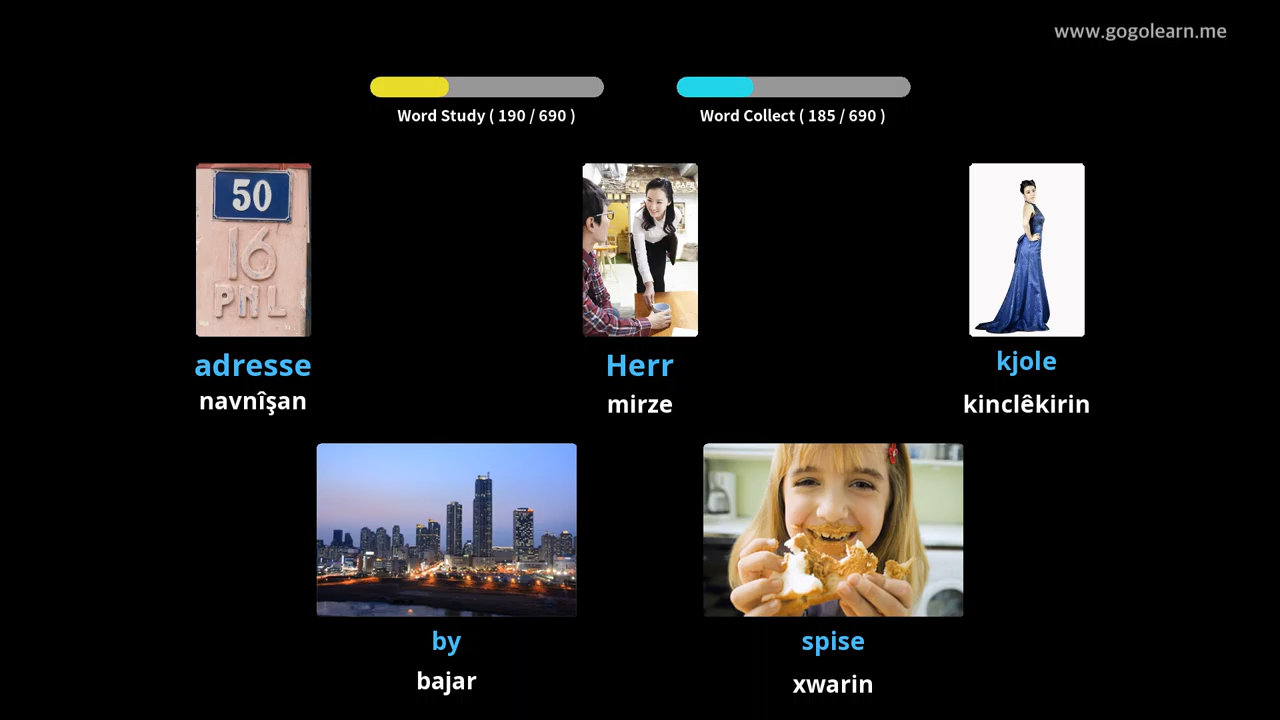 www.gogolearn.me
Word Study ( 190 / 690 )
Word Collect ( 185 / 690 )
50
16
PNL
adresse
navnîşan
Herr
mirze
kjole
kinclêkirin
by
bajar
spise
xwarin